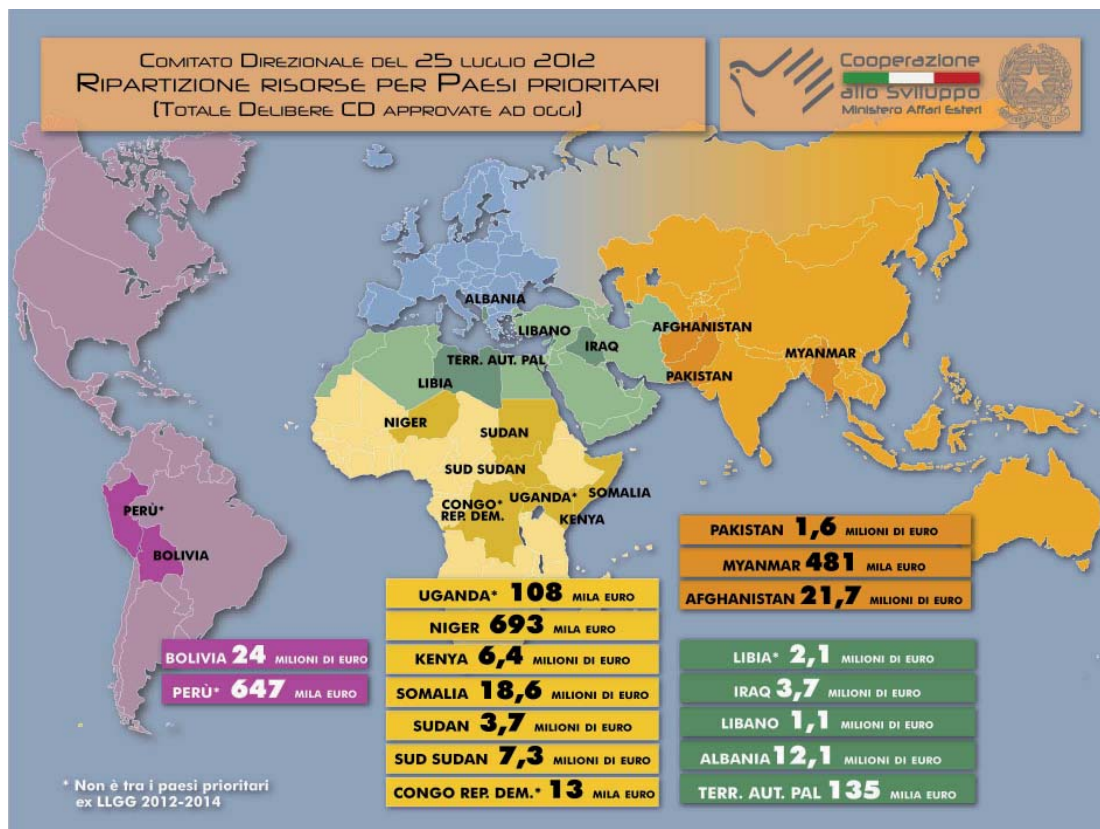 COMITATO DIREZIONALE DEL 25 LUGLIO 2012
RIPARTIZIONE RISORSE PER PAESI PRIORITARI
(TOTALE DELIBERE CD APPROVATE AD OGGI)
Cooperazione
allo Sviluppo
Ministero Affari Esteri
ALBANIA
LIBANO
AFGHANISTAN
TERR. AUT. PAL
IRAQ
MYANMAR
LIBIA
PAKISTAN
NIGER
SUDAN
SUD SUDAN
SOMALIA
UGANDA*
CONGO*
REP. DEM.
KENYA
PERÙ*
BOLIVIA
PAKISTAN 1,6 MILIONI DI EURO
MYANMAR 481 MILA EURO
AFGHANISTAN 21,7 MILIONI DI EURO
UGANDA* 108 MILA EURO
NIGER 693 MILA EURO
KENYA 6,4 MILIONI DI EURO
SOMALIA 18,6 MILIONI DI EURO
SUDAN 3,7 MILIONI DI EURO
SUD SUDAN 7,3 MILIONI DI EURO
CONGO REP. DEM.* 13 MILA EURO
BOLIVIA 24 MILIONI DI EURO
PERÙ* 647 MILA EURO
LIBIA* 2,1 MILIONI DI EURO
IRAQ 3,7 MILIONI DI EURO
LIBANO 1,1 MILIONI DI EURO
ALBANIA 12,1 MILIONI DI EURO
TERR. AUT. PAL 135 MILIA EURO
* Non è tra i paesi prioritari
ex LLGG 2012-2014